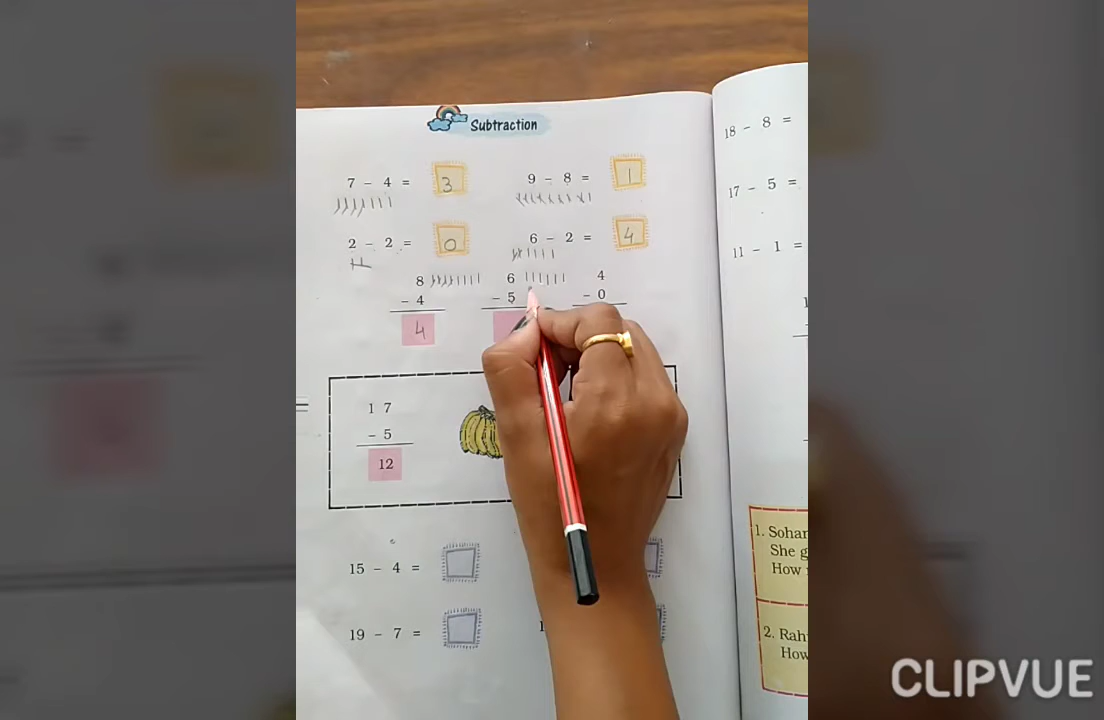 Subtraction
7 - 4 = 3
9 - 8 = 1
2 - 2 = 0
6 - 2 = 4
8
- 4
4
6
- 5
4
- 0
1 7
- 5
12
15 - 4 =
19 - 7 =
18 - 8 =
17 - 5 =
11 - 1 =
1. Sohan
She g
How
2. Rah
How
CLIPVUE